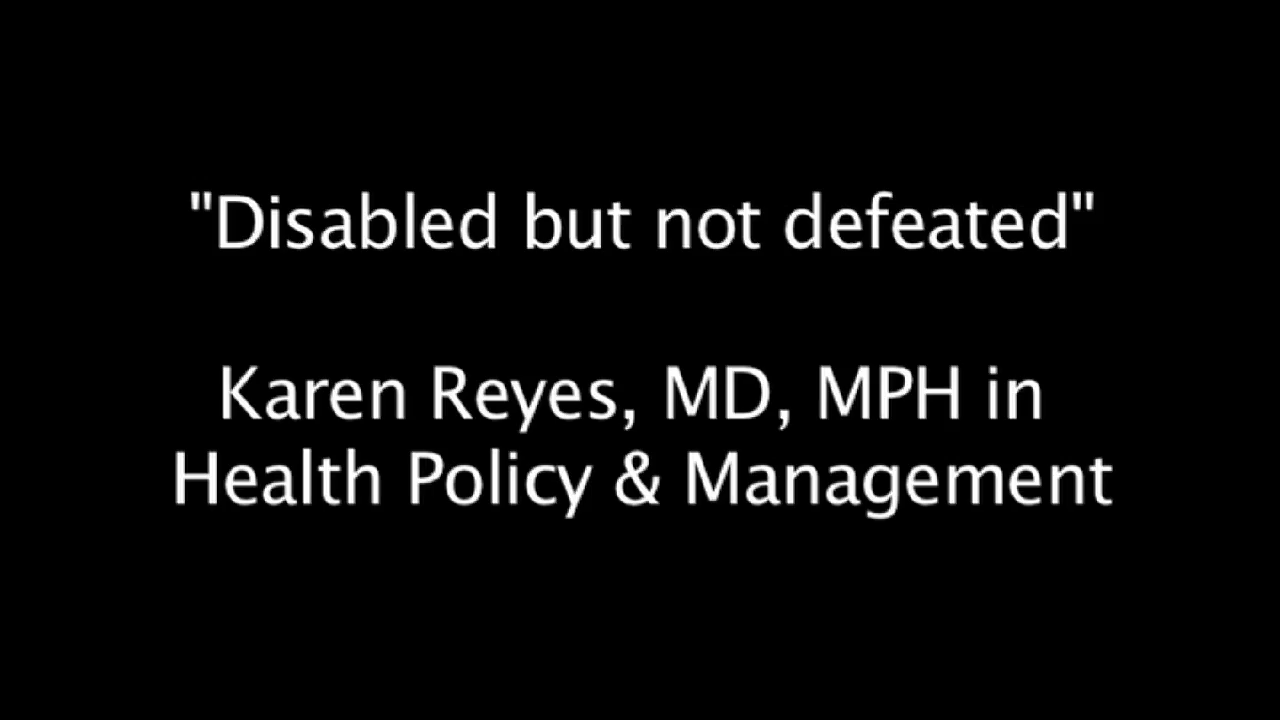 "Disabled but not defeated"
Karen Reyes, MD, MPH in
Health Policy & Management